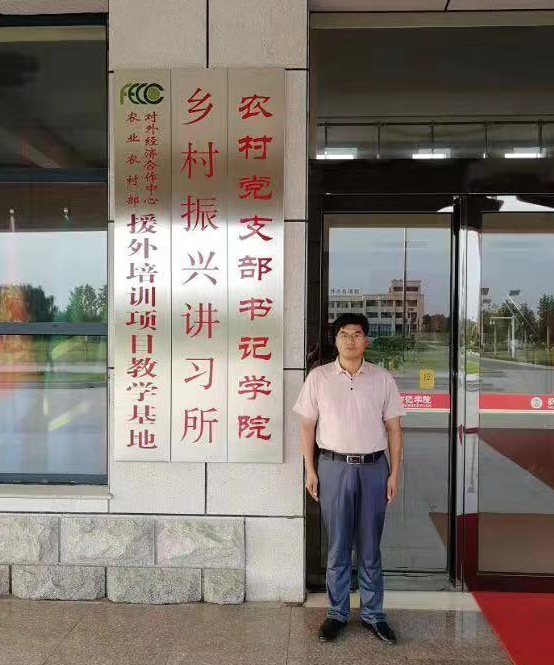 农村党支部书记学院
乡村振兴讲习所
FECC
农业农村部
对外经济合作中心
援外培训项目教学基地